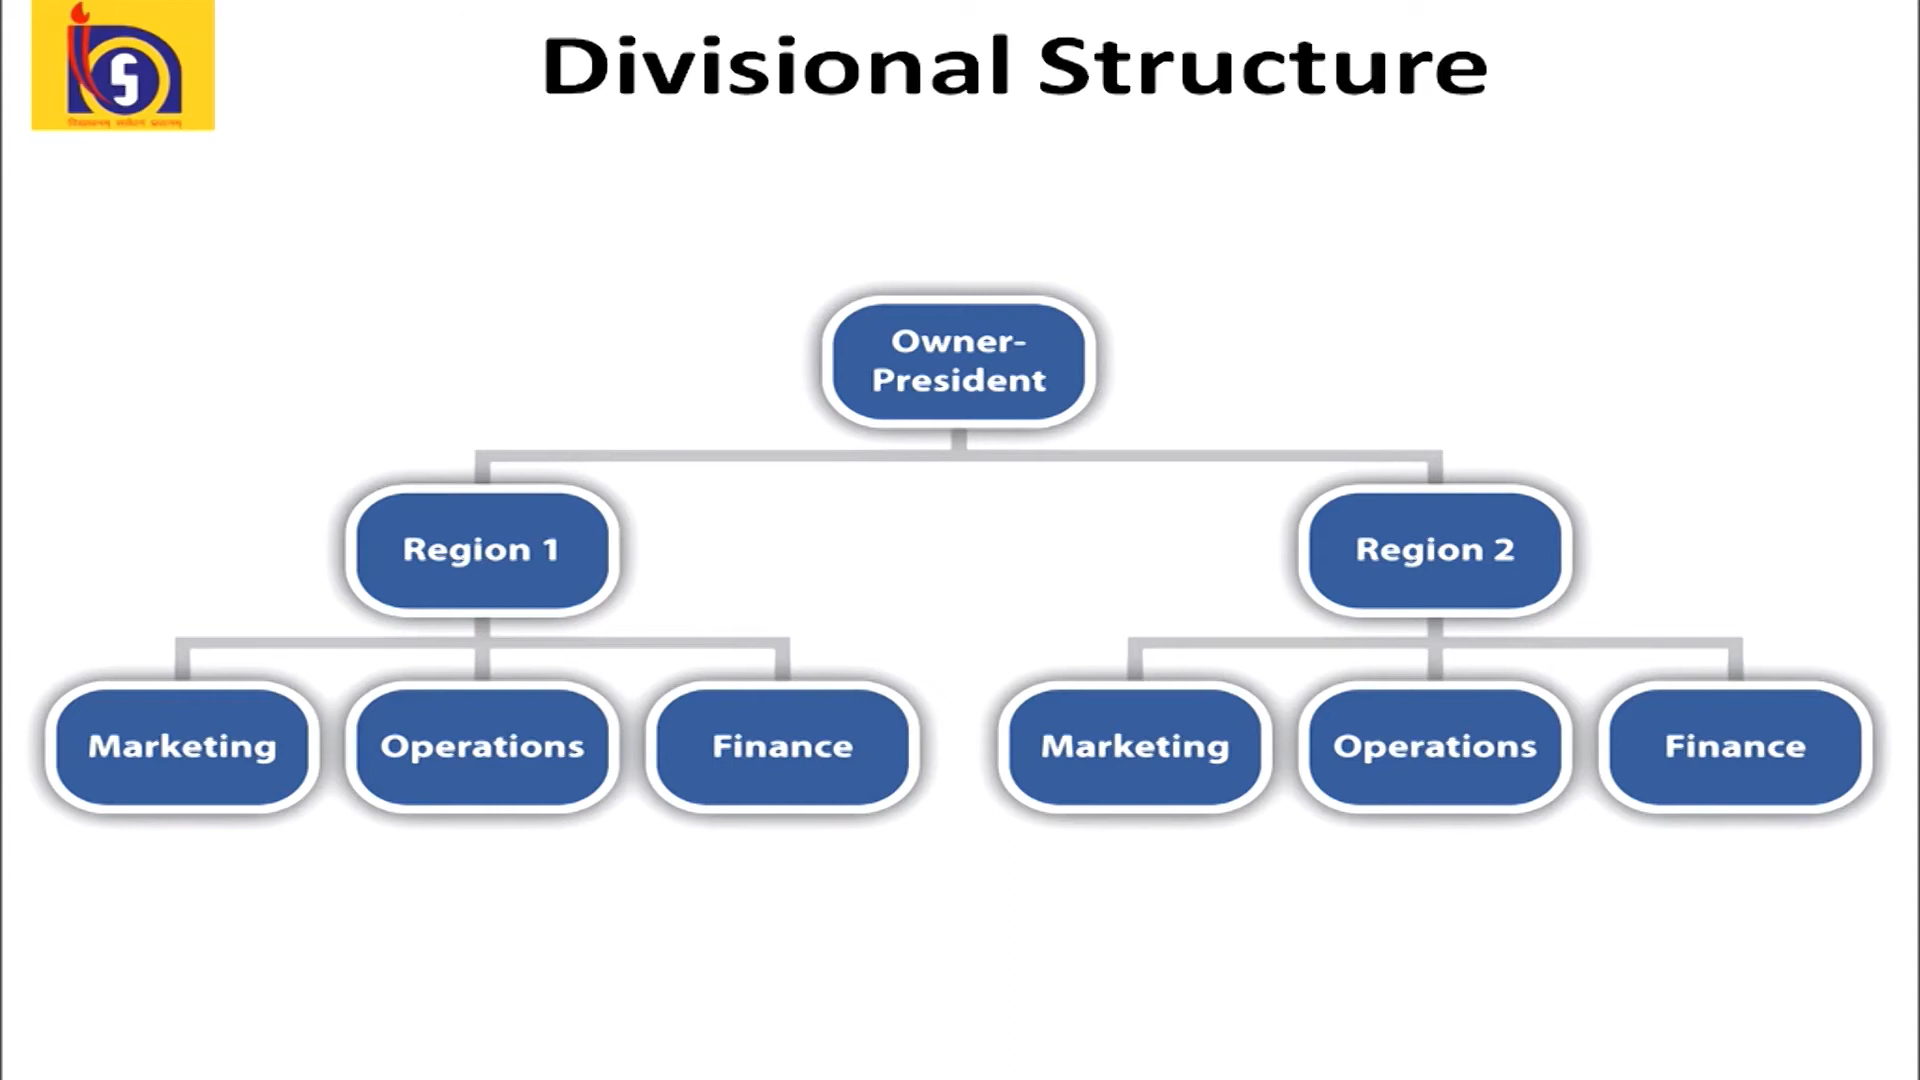 Divisional Structure
Owner-
President
Region 1
Region 2
Marketing
Operations
Finance
Marketing
Operations
Finance